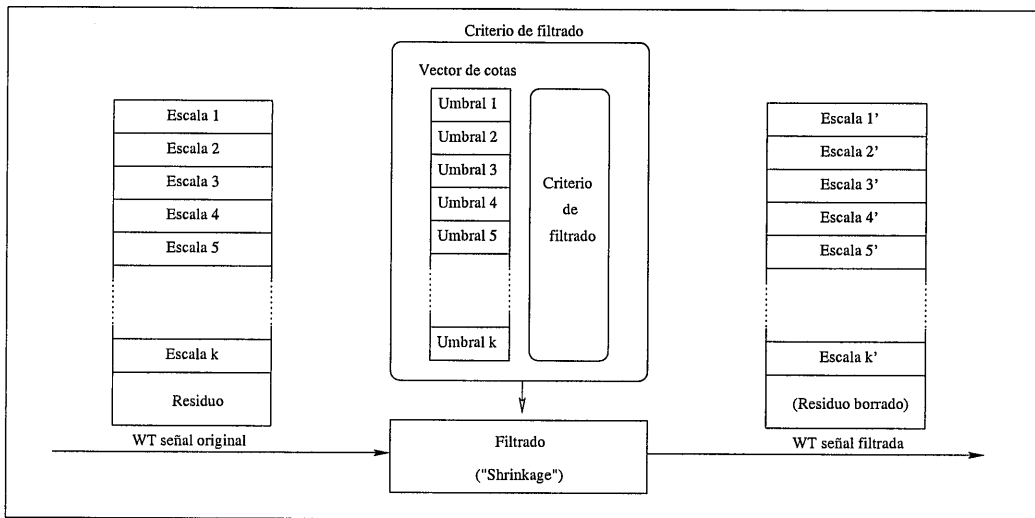 Criterio de filtrado
Vector de cotas
Escala 1
Escala 2
Escala 3
Escala 4
Escala 5
Escala k
Residuo
WT señal original
Umbral 1
Umbral 2
Umbral 3
Umbral 4
Umbral 5
Umbral k
Criterio
de
filtrado
Filtrado
("Shrinkage")
Escala 1'
Escala 2'
Escala 3'
Escala 4'
Escala 5'
Escala k'
(Residuo borrado)
WT señal filtrada